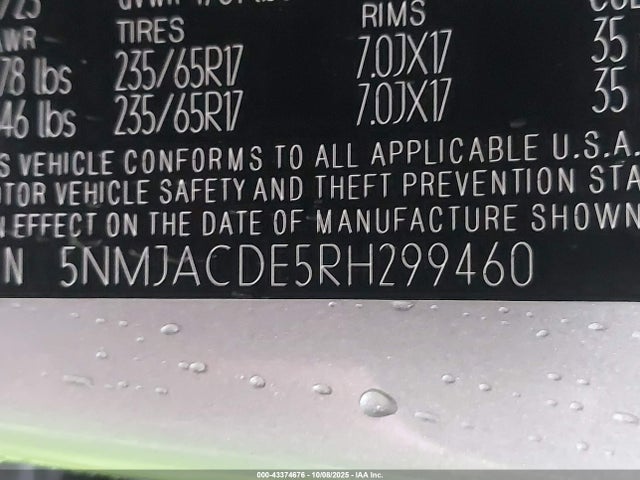 /23
TIRES RIMS
78 lbs 235/65R17 7.0JX17 35
46 lbs 235/65R17 7.0JX17 35
VEHICLE CONFORMS TO ALL APPLICABLE U.S.A.
VEHICLE SAFETY AND THEFT PREVENTION STA
EFFECT ON THE DATE OF MANUFACTURE SHOWN
5NMJACDE5RH299460
000-43374676 - 10/08/2025 - IAA Inc.